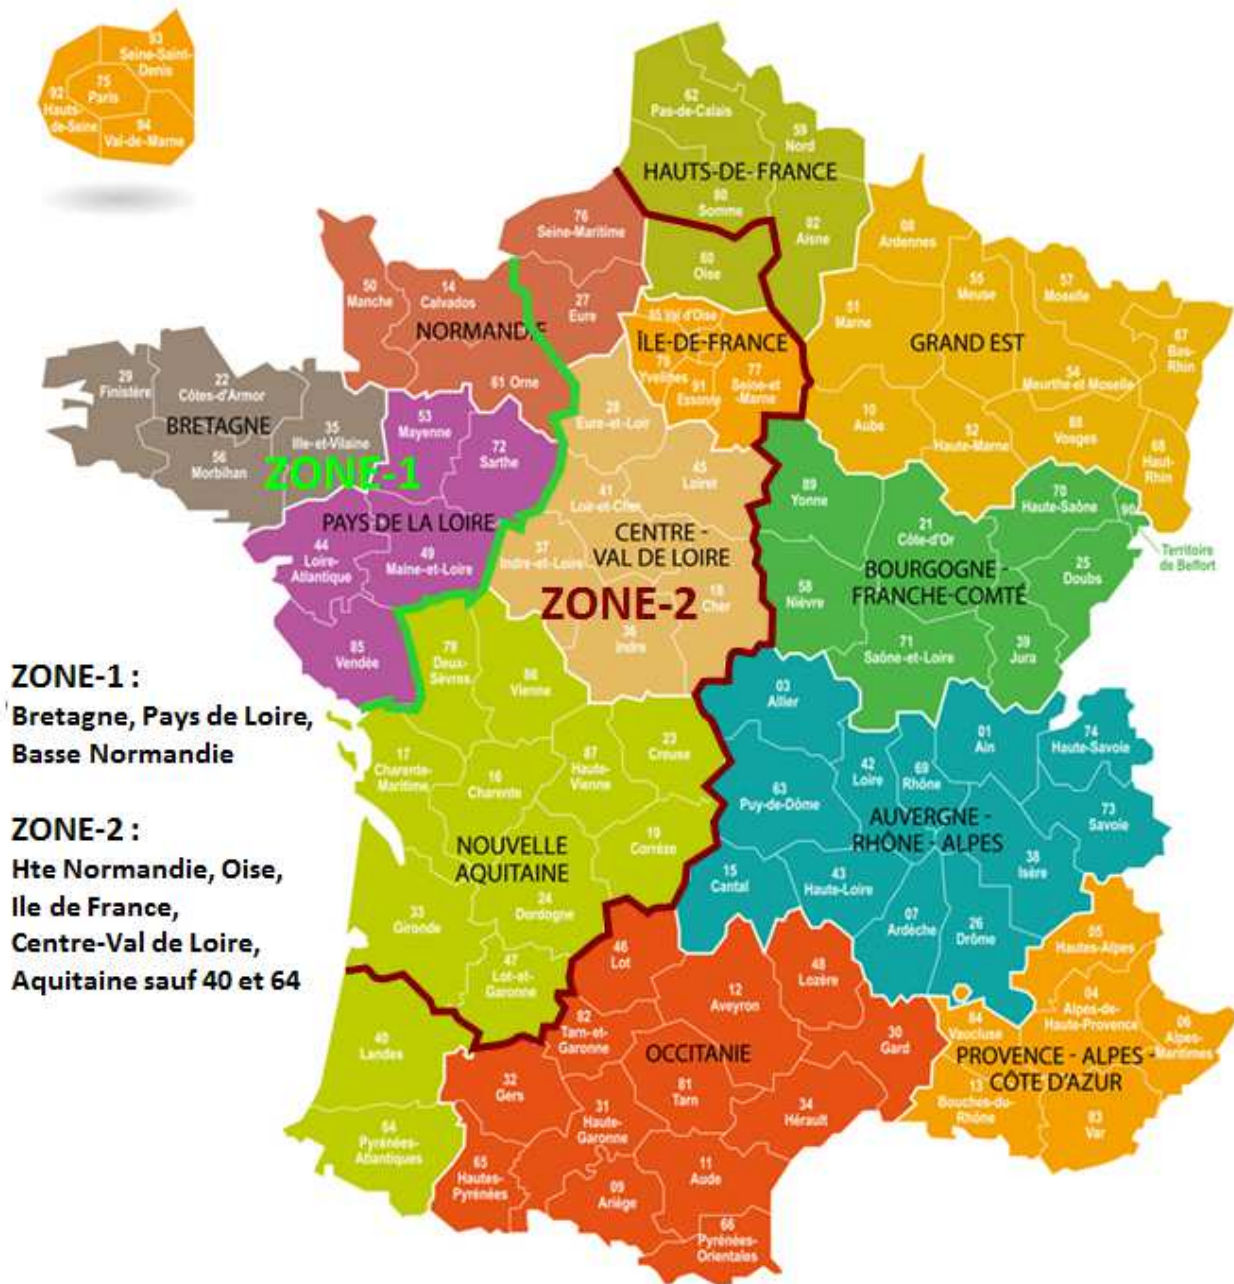 93
Seine-Saint-
Denis
75
Paris
92
Hauts-
de-Seine
94
Val-de-Marne
62
Pas-de-Calais
59
Nord
HAUTS-DE-FRANCE
80
Somme
02
Aisne
60
Oise
76
Seine-Maritime
27
Eure
50
Manche
14
Calvados
NORMANDIE
61 Orne
95 Val d'Oise
ÎLE-DE-FRANCE
78
Yvelines
91
Essonne
77
Seine-et
-Marne
08
Ardennes
51
Marne
55
Meuse
57
Moselle
67
Bas-
Rhin
GRAND EST
54
Meurthe et Moselle
10
Aube
52
Haute-Marne
88
Vosges
68
Haut-
Rhin
29
Finistère
22
Côtes-d'Armor
BRETAGNE
35
Ille-et-Vilaine
56
Morbihan
ZONE-1
53
Mayenne
72
Sarthe
PAYS DE LA LOIRE
44
Loire-
Atlantique
49
Maine-et-Loire
85
Vendée
28
Eure-et-Loir
45
Loiret
41
Loir-et-Cher
37
Indre-et-Loire
CENTRE -
VAL DE LOIRE
18
Cher
36
Indre
ZONE-2
89
Yonne
21
Côte-d'Or
70
Haute-Saône
90
Territoire
de Belfort
25
Doubs
BOURGOGNE -
FRANCHE-COMTÉ
58
Nièvre
71
Saône-et-Loire
39
Jura
79
Deux-
Sèvres
86
Vienne
17
Charente-
Maritime
16
Charente
87
Haute-
Vienne
23
Creuse
19
Corrèze
NOUVELLE
AQUITAINE
24
Dordogne
33
Gironde
47
Lot-et-
Garonne
40
Landes
64
Pyrénées-
Atlantiques
03
Allier
63
Puy-de-Dôme
42
Loire
69
Rhône
01
Ain
74
Haute-Savoie
73
Savoie
AUVERGNE -
RHÔNE - ALPES
38
Isère
15
Cantal
43
Haute-Loire
07
Ardèche
26
Drôme
46
Lot
12
Aveyron
48
Lozère
30
Gard
82
Tarn-et-
Garonne
OCCITANIE
32
Gers
81
Tarn
31
Haute-
Garonne
34
Hérault
65
Hautes-
Pyrénées
09
Ariège
11
Aude
66
Pyrénées-
Orientales
05
Hautes-Alpes
04
Alpes-de-
Haute-Provence
06
Alpes-
Maritimes
84
Vaucluse
PROVENCE - ALPES -
CÔTE D'AZUR
13
Bouches-du-
Rhône
83
Var
ZONE-1 :
Bretagne, Pays de Loire,
Basse Normandie
ZONE-2 :
Hte Normandie, Oise,
Ile de France,
Centre-Val de Loire,
Aquitaine sauf 40 et 64